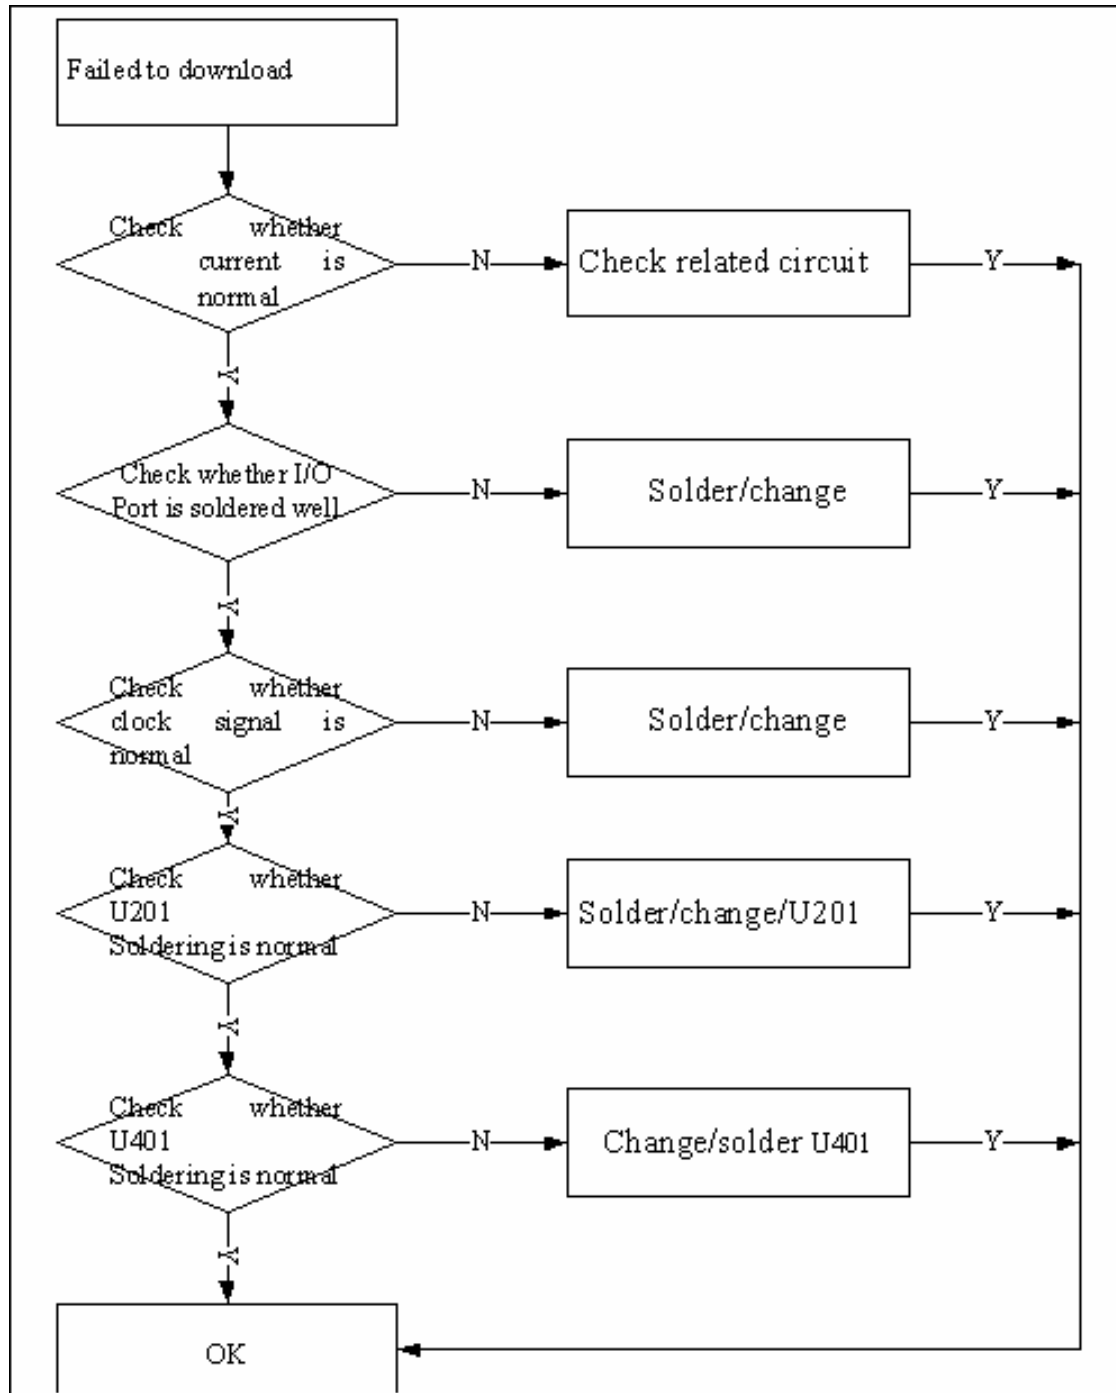 Failed to download
Check whether
current is
normal
N
Check related circuit
Y
Y
Check whether I/O
Port is soldered well
N
Solder/change
Y
Y
Check whether
clock signal is
normal
N
Solder/change
Y
Y
Check whether
U201
Soldering is normal
N
Solder/change/U201
Y
Y
Check whether
U401
Soldering is normal
N
Change/solder U401
Y
Y
OK